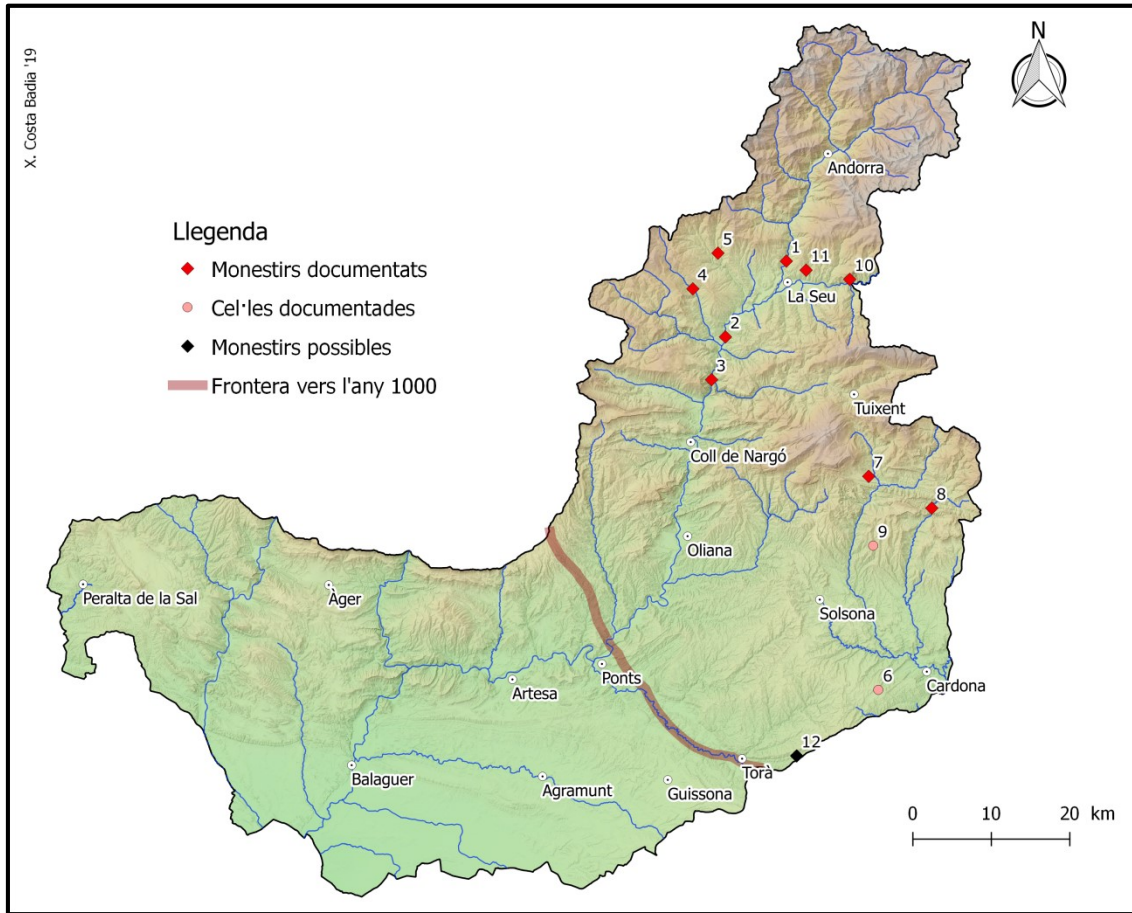 X. Costa Badia '19
N
Andorra
Llegenda
Monestirs documentats
Cel·les documentades
Monestirs possibles
Frontera vers l'any 1000
5
1
11
10
4
La Seu
2
3
Tuixent
Coll de Nargó
7
8
9
Oliana
Peralta de la Sal
Àger
Solsona
Ponts
Artesa
6
Cardona
12
Torà
Balaguer
Agramunt
Guissona
0 10 20 km